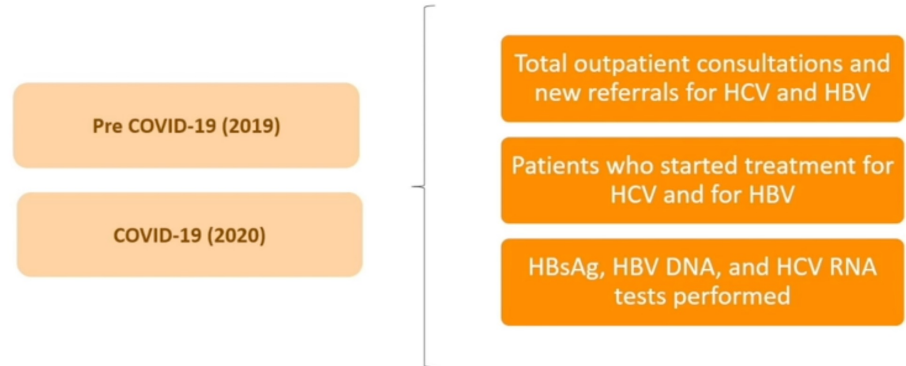 Pre COVID-19 (2019)
COVID-19 (2020)
Total outpatient consultations and
new referrals for HCV and HBV
Patients who started treatment for
HCV and for HBV
HBsAg, HBV DNA, and HCV RNA
tests performed